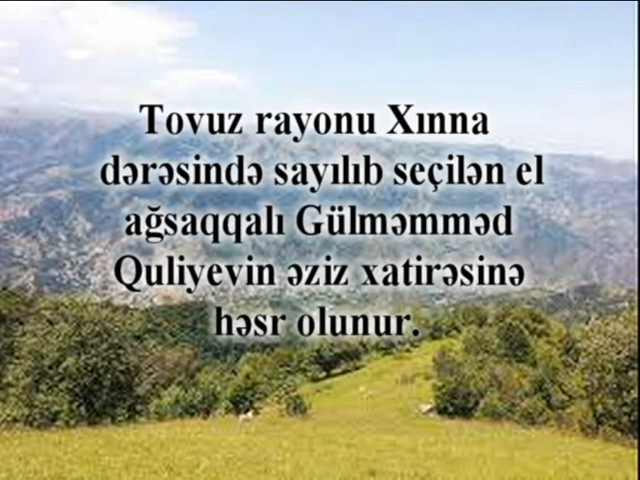 Tovuz rayonu Xınna
dərəsində sayılıb seçilən el
ağsaqqalı Gülməmməd
Quliyevin əziz xatirəsinə
həsr olunur.